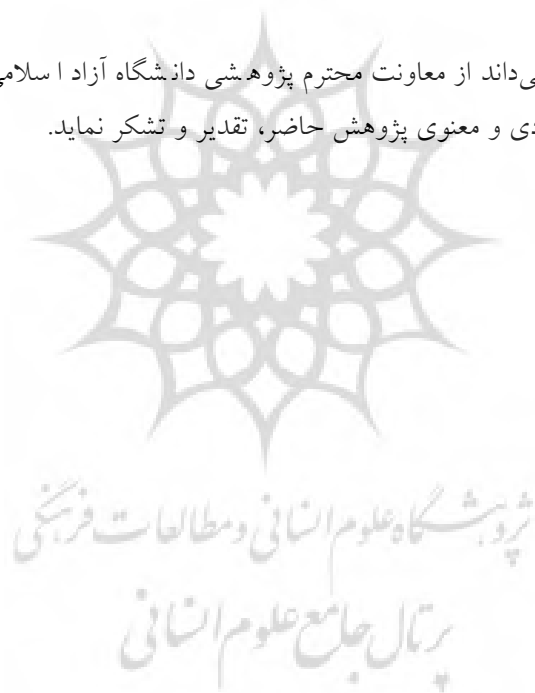 ی‌داند از معاونت محترم پژوهشی دانشگاه آزاد اسلامی
دی و معنوی پژوهش حاضر، تقدیر و تشکر نماید.
پژوهشگاه علوم انسانی و مطالعات فرهنگی
پرتال جامع علوم انسانی